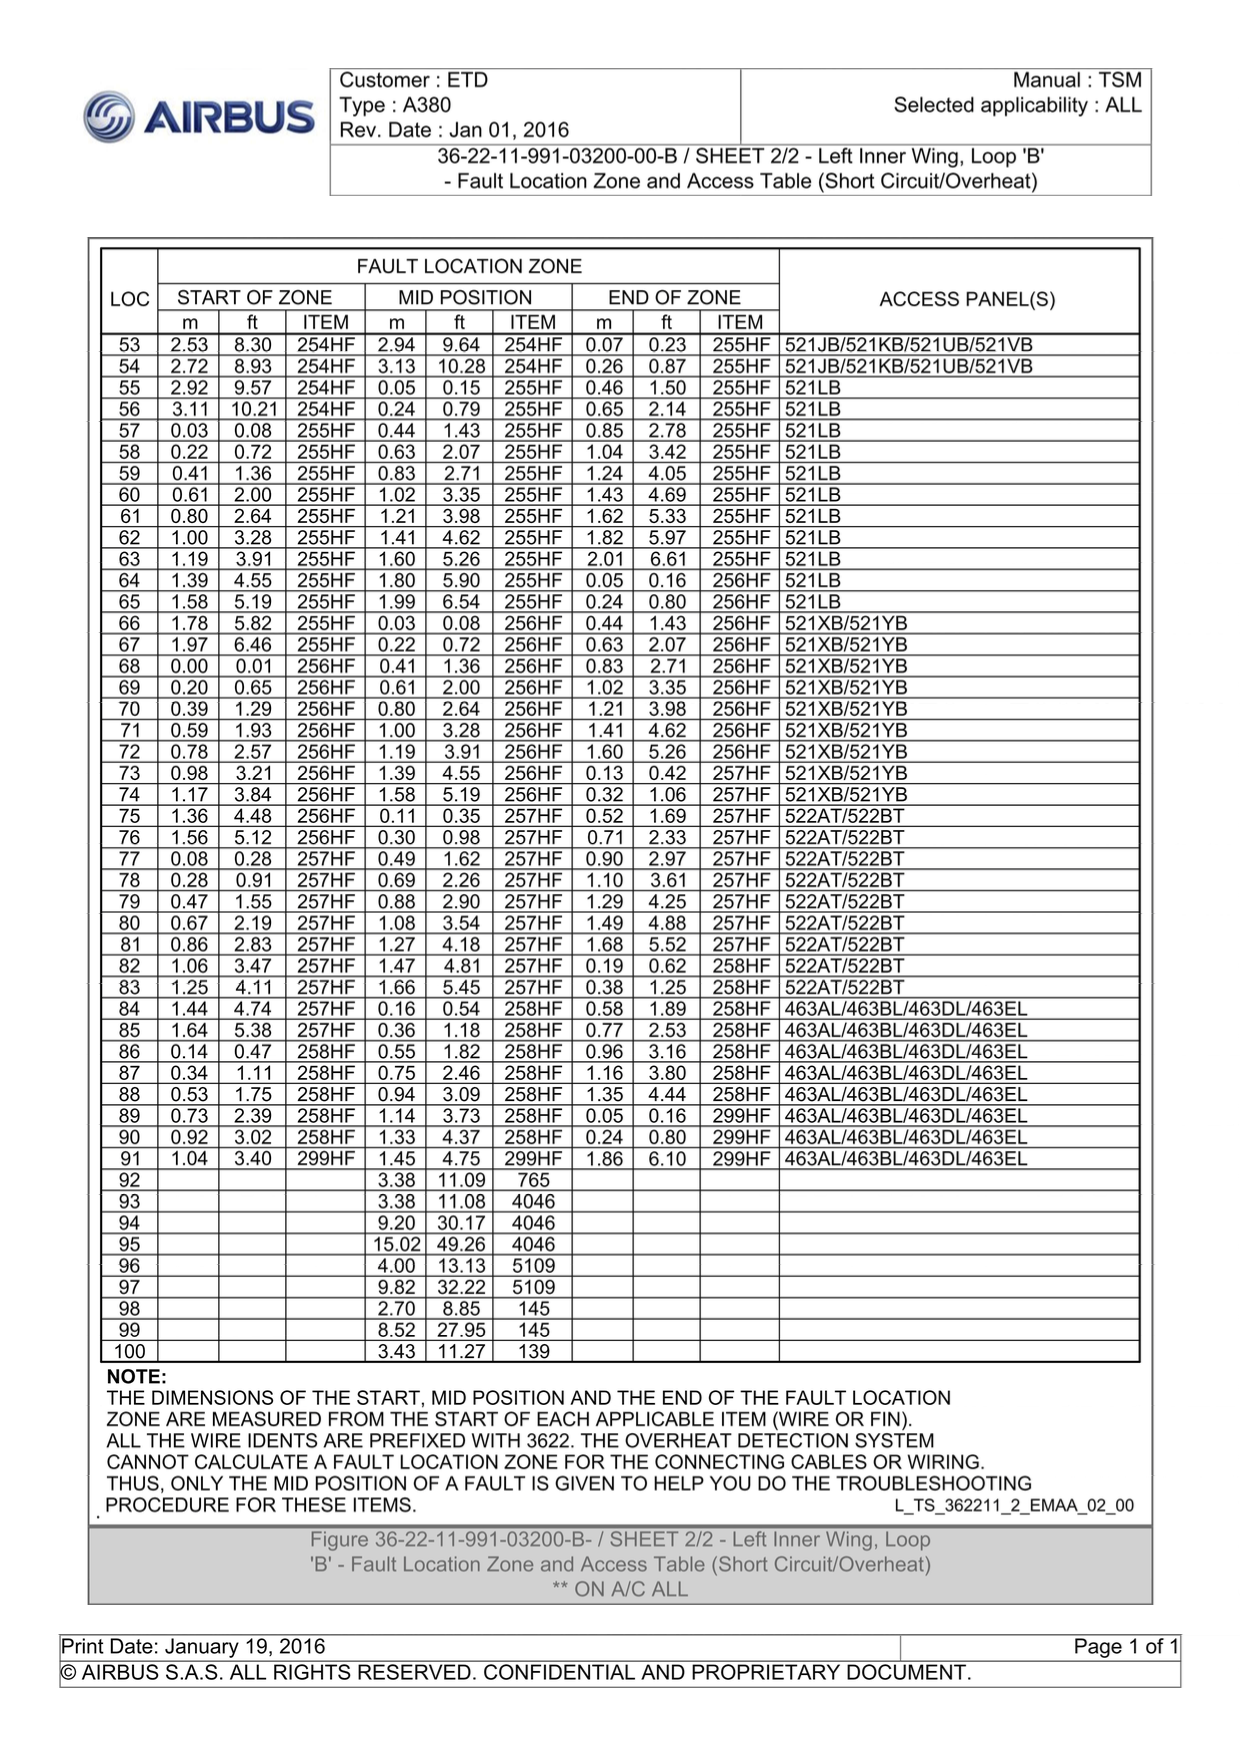 AIRBUS
Customer : ETD
Type : A380
Rev. Date : Jan 01, 2016
Manual : TSM
Selected applicability : ALL
36-22-11-991-03200-00-B / SHEET 2/2 - Left Inner Wing, Loop 'B'
- Fault Location Zone and Access Table (Short Circuit/Overheat)
LOC FAULT LOCATION ZONE ACCESS PANEL(S)
START OF ZONE MID POSITION END OF ZONE
m ft ITEM m ft ITEM m ft ITEM
53 2.53 8.30 254HF 2.94 9.64 254HF 0.07 0.23 255HF 521JB/521KB/521UB/521VB
54 2.72 8.93 254HF 3.13 10.28 254HF 0.26 0.87 255HF 521JB/521KB/521UB/521VB
55 2.92 9.57 254HF 0.05 0.15 255HF 0.46 1.50 255HF 521LB
56 3.11 10.21 254HF 0.24 0.79 255HF 0.65 2.14 255HF 521LB
57 0.03 0.08 255HF 0.44 1.43 255HF 0.85 2.78 255HF 521LB
58 0.22 0.72 255HF 0.63 2.07 255HF 1.04 3.42 255HF 521LB
59 0.41 1.36 255HF 0.83 2.71 255HF 1.24 4.05 255HF 521LB
60 0.61 2.00 255HF 1.02 3.35 255HF 1.43 4.69 255HF 521LB
61 0.80 2.64 255HF 1.21 3.98 255HF 1.62 5.33 255HF 521LB
62 1.00 3.28 255HF 1.41 4.62 255HF 1.82 5.97 255HF 521LB
63 1.19 3.91 255HF 1.60 5.26 255HF 2.01 6.61 255HF 521LB
64 1.39 4.55 255HF 1.80 5.90 255HF 0.05 0.16 256HF 521LB
65 1.58 5.19 255HF 1.99 6.54 255HF 0.24 0.80 256HF 521LB
66 1.78 5.82 255HF 0.03 0.08 256HF 0.44 1.43 256HF 521XB/521YB
67 1.97 6.46 255HF 0.22 0.72 256HF 0.63 2.07 256HF 521XB/521YB
68 0.00 0.01 256HF 0.41 1.36 256HF 0.83 2.71 256HF 521XB/521YB
69 0.20 0.65 256HF 0.61 2.00 256HF 1.02 3.35 256HF 521XB/521YB
70 0.39 1.29 256HF 0.80 2.64 256HF 1.21 3.98 256HF 521XB/521YB
71 0.59 1.93 256HF 1.00 3.28 256HF 1.41 4.62 256HF 521XB/521YB
72 0.78 2.57 256HF 1.19 3.91 256HF 1.60 5.26 256HF 521XB/521YB
73 0.98 3.21 256HF 1.39 4.55 256HF 0.13 0.42 257HF 521XB/521YB
74 1.17 3.84 256HF 1.58 5.19 256HF 0.32 1.06 257HF 521XB/521YB
75 1.36 4.48 256HF 0.11 0.35 257HF 0.52 1.69 257HF 522AT/522BT
76 1.56 5.12 256HF 0.30 0.98 257HF 0.71 2.33 257HF 522AT/522BT
77 0.08 0.28 257HF 0.49 1.62 257HF 0.90 2.97 257HF 522AT/522BT
78 0.28 0.91 257HF 0.69 2.26 257HF 1.10 3.61 257HF 522AT/522BT
79 0.47 1.55 257HF 0.88 2.90 257HF 1.29 4.25 257HF 522AT/522BT
80 0.67 2.19 257HF 1.08 3.54 257HF 1.49 4.88 257HF 522AT/522BT
81 0.86 2.83 257HF 1.27 4.18 257HF 1.68 5.52 257HF 522AT/522BT
82 1.06 3.47 257HF 1.47 4.81 257HF 0.19 0.62 258HF 522AT/522BT
83 1.25 4.11 257HF 1.66 5.45 257HF 0.38 1.25 258HF 522AT/522BT
84 1.44 4.74 257HF 0.16 0.54 258HF 0.58 1.89 258HF 463AL/463BL/463DL/463EL
85 1.64 5.38 257HF 0.36 1.18 258HF 0.77 2.53 258HF 463AL/463BL/463DL/463EL
86 0.14 0.47 258HF 0.55 1.82 258HF 0.96 3.16 258HF 463AL/463BL/463DL/463EL
87 0.34 1.11 258HF 0.75 2.46 258HF 1.16 3.80 258HF 463AL/463BL/463DL/463EL
88 0.53 1.75 258HF 0.94 3.09 258HF 1.35 4.44 258HF 463AL/463BL/463DL/463EL
89 0.73 2.39 258HF 1.14 3.73 258HF 0.05 0.16 299HF 463AL/463BL/463DL/463EL
90 0.92 3.02 258HF 1.33 4.37 258HF 0.24 0.80 299HF 463AL/463BL/463DL/463EL
91 1.04 3.40 299HF 1.45 4.75 299HF 1.86 6.10 299HF 463AL/463BL/463DL/463EL
92 3.38 11.09 765
93 3.38 11.08 4046
94 9.20 30.17 4046
95 15.02 49.26 4046
96 4.00 13.13 5109
97 9.82 32.22 5109
98 2.70 8.85 145
99 8.52 27.95 145
100 3.43 11.27 139
NOTE:
THE DIMENSIONS OF THE START, MID POSITION AND THE END OF THE FAULT LOCATION
ZONE ARE MEASURED FROM THE START OF EACH APPLICABLE ITEM (WIRE OR FIN).
ALL THE WIRE IDENTS ARE PREFIXED WITH 3622. THE OVERHEAT DETECTION SYSTEM
CANNOT CALCULATE A FAULT LOCATION ZONE FOR THE CONNECTING CABLES OR WIRING.
THUS, ONLY THE MID POSITION OF A FAULT IS GIVEN TO HELP YOU DO THE TROUBLESHOOTING
PROCEDURE FOR THESE ITEMS. L_TS_362211_2_EMAA_02_00
Figure 36-22-11-991-03200-B- / SHEET 2/2 - Left Inner Wing, Loop
'B' - Fault Location Zone and Access Table (Short Circuit/Overheat)
** ON A/C ALL
Print Date: January 19, 2016 Page 1 of 1
© AIRBUS S.A.S. ALL RIGHTS RESERVED. CONFIDENTIAL AND PROPRIETARY DOCUMENT.